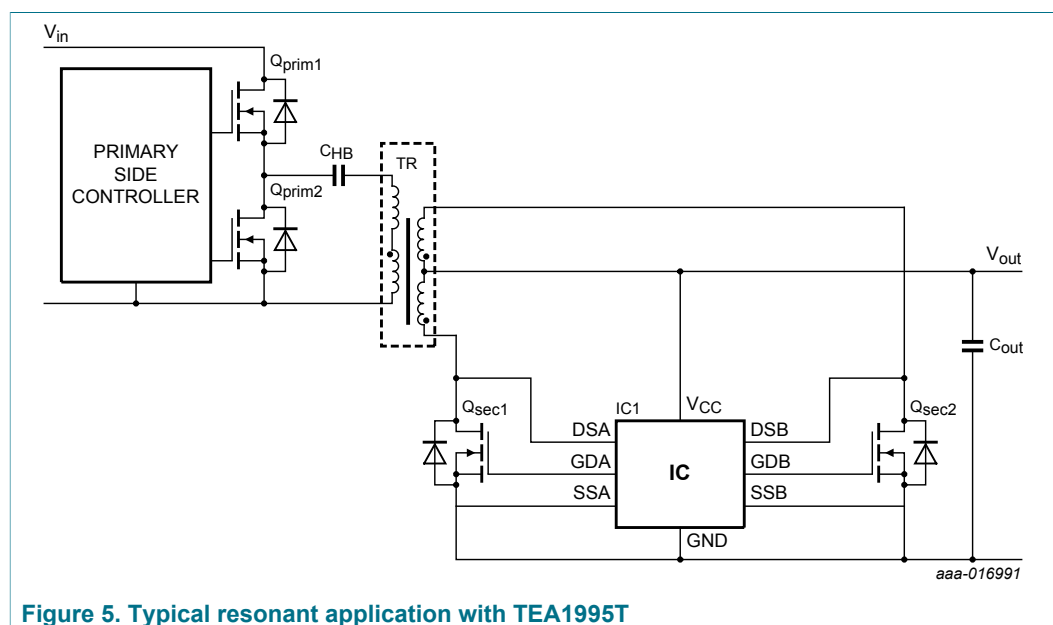 Vin
Qprim1
PRIMARY
SIDE
CONTROLLER
CHB
TR
Qprim2
Vout
Cout
Qsec1
IC1
VCC
Qsec2
DSA
DSB
GDA
IC
GDB
SSA
SSB
GND
aaa-016991
Figure 5. Typical resonant application with TEA1995T